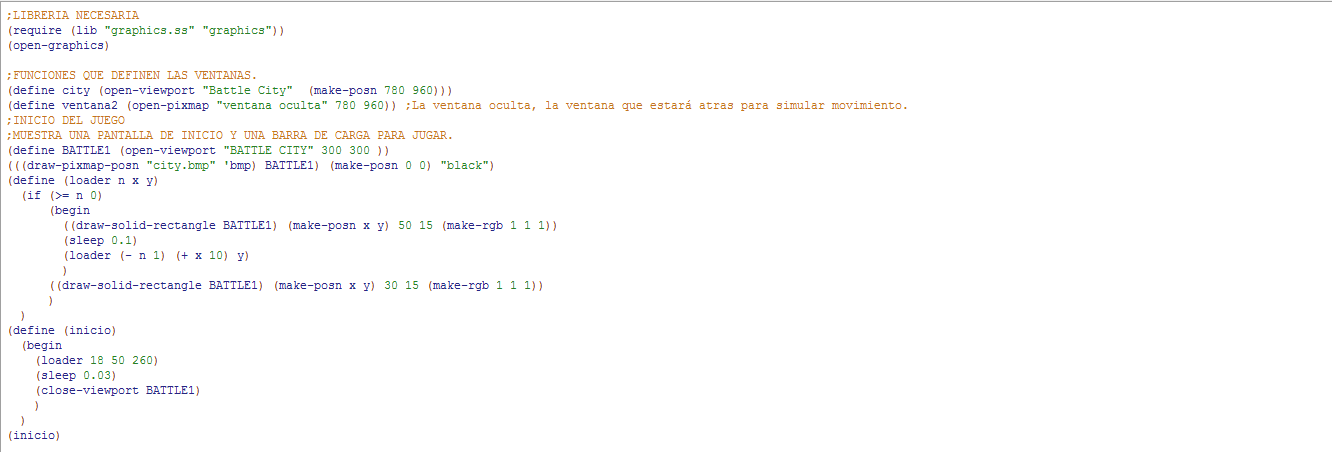 ;LIBRERIA NECESARIA
(require (lib "graphics.ss" "graphics"))
(open-graphics)
;FUNCIONES QUE DEFINEN LAS VENTANAS.
(define city (open-viewport "Battle City"  (make-posn 780 960)))
(define ventana2 (open-pixmap "ventana oculta" 780 960)) ;La ventana oculta, la ventana que estará atras para simular movimiento.
;INICIO DEL JUEGO
;MUESTRA UNA PANTALLA DE INICIO Y UNA BARRA DE CARGA PARA JUGAR.
(define BATTLE1 (open-viewport "BATTLE CITY" 300 300 ))
(((draw-pixmap-posn "city.bmp" 'bmp) BATTLE1) (make-posn 0 0) "black")
(define (loader n x y)
  (if (>= n 0)
      (begin
        ((draw-solid-rectangle BATTLE1) (make-posn x y) 50 15 (make-rgb 1 1 1))
        (sleep 0.1)
        (loader (- n 1) (+ x 10) y)
        )
      ((draw-solid-rectangle BATTLE1) (make-posn x y) 30 15 (make-rgb 1 1 1))
      )
  )
(define (inicio)
  (begin
    (loader 18 50 260)
    (sleep 0.03)
    (close-viewport BATTLE1)
    )
  )
(inicio)